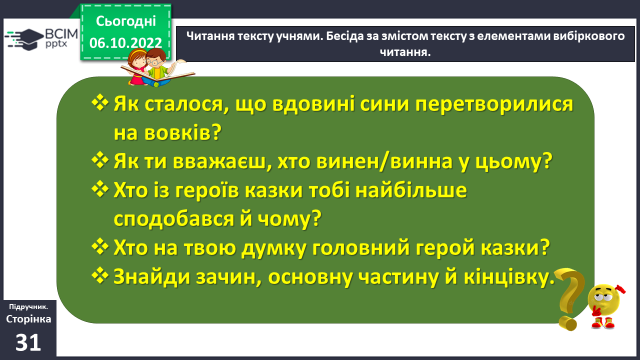 ВСІМ
pptx
Сьогодні
06.10.2022
Читання тексту учнями. Бесіда за змістом тексту з елементами вибіркового
читання.
❖ Як сталося, що вдовині сини перетворилися
на вовків?
❖ Як ти вважаєш, хто винен/винна у цьому?
❖ Хто із героїв казки тобі найбільше
сподобався й чому?
❖ Хто на твою думку головний герой казки?
❖ Знайди зачин, основну частину й кінцівку.
Підручник.
Сторінка
31